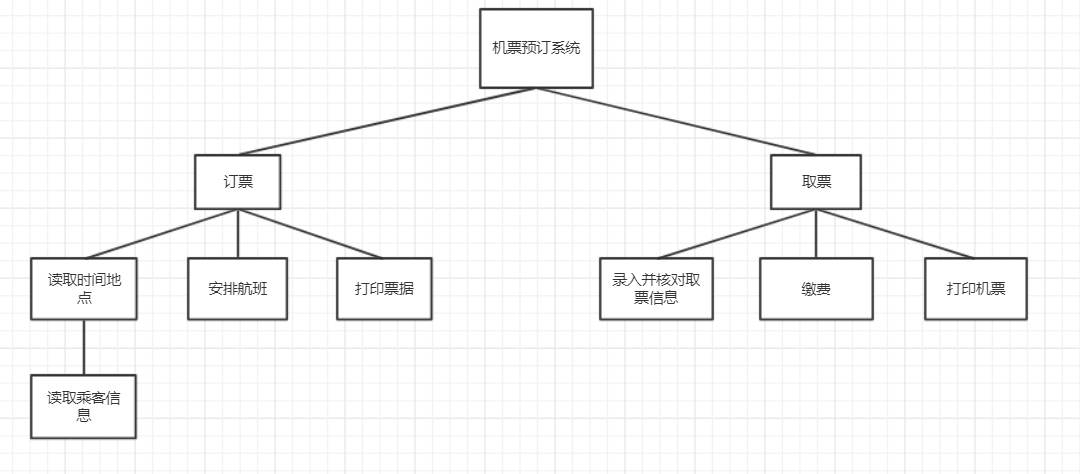 机票预订系统
订票
取票
读取时间地
点
安排航班
打印票据
录入并核对取
票信息
缴费
打印机票
读取乘客信
息